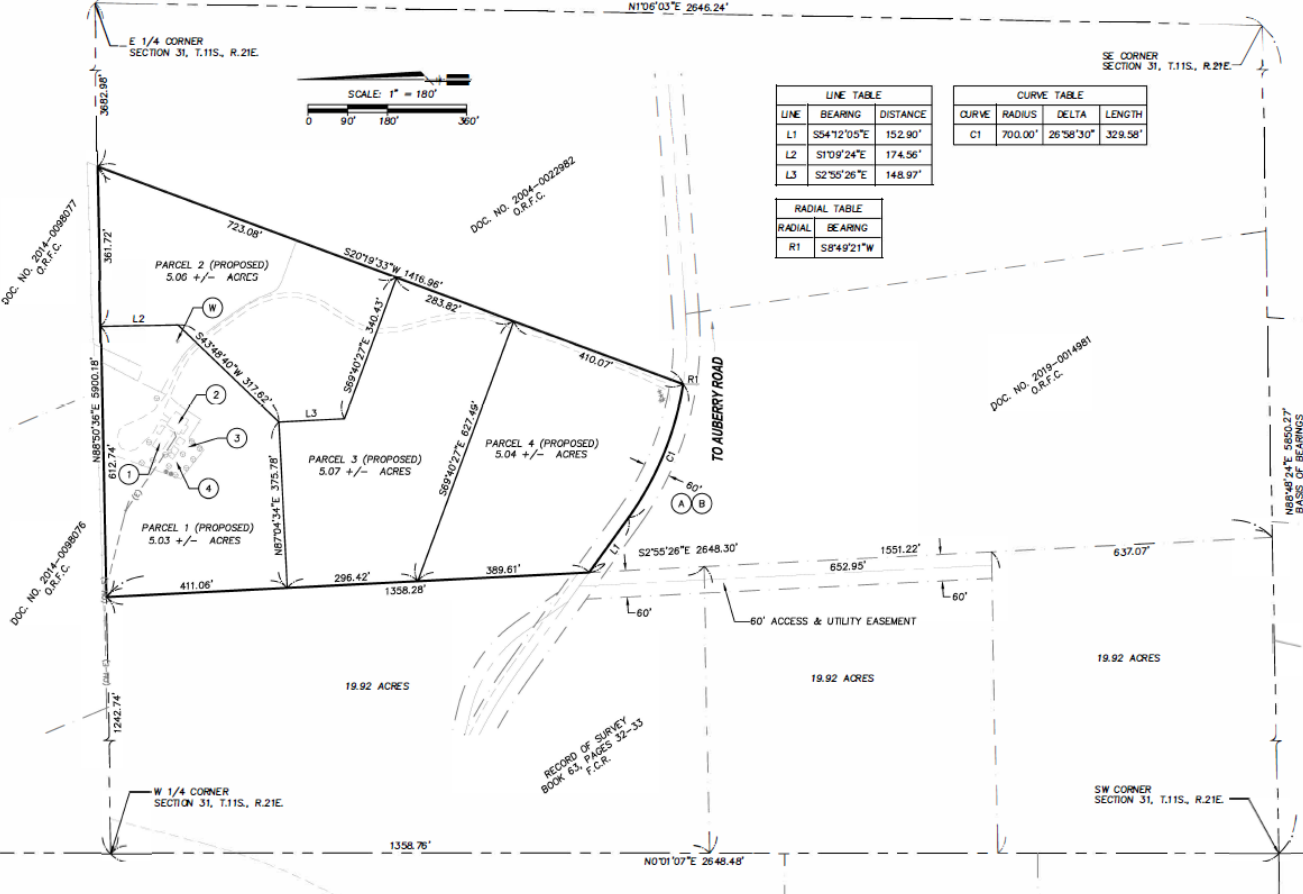 N1°06'03"E 2646.24'
E 1/4 CORNER
SECTION 31, T.11S., R.21E.
SE CORNER
SECTION 31, T.11S., R.21E.
3682.98'
SCALE: 1" = 180'
0 90' 180' 360'
LINE TABLE
LINE BEARING DISTANCE
L1 S54°12'05"E 152.90'
L2 S1°09'24"E 174.56'
L3 S2°55'26"E 148.97'
CURVE TABLE
CURVE RADIUS DELTA LENGTH
C1 700.00' 26°58'30" 329.58'
RADIAL TABLE
RADIAL BEARING
R1 S8°49'21"W
DOC. NO. 2014-0098077
O.R.F.C.
DOC. NO. 2004-0022982
O.R.F.C.
723.08'
S20°19'33"W 1416.96'
361.72'
PARCEL 2 (PROPOSED)
5.06 +/- ACRES
283.82'
W
L2
S43°48'40"W 317.62'
S69°40'27"E 340.43'
410.07'
R1
TO AUBERRY ROAD
DOC. NO. 2019-0014981
O.R.F.C.
N88°50'36"E 5900.18'
612.74'
2
3
1
4
L3
PARCEL 3 (PROPOSED)
5.07 +/- ACRES
S69°40'27"E 627.49'
PARCEL 4 (PROPOSED)
5.04 +/- ACRES
C1
60'
A B
N88°48'24"E 5850.27'
BASIS OF BEARINGS
PARCEL 1 (PROPOSED)
5.03 +/- ACRES
N87°04'34"E 375.78'
(E)
L1
S2°55'26"E 2648.30'
1551.22'
637.07'
652.95'
DOC. NO. 2014-0098076
O.R.F.C.
411.06'
296.42'
389.61'
1358.28'
60'
60'
60' ACCESS & UTILITY EASEMENT
19.92 ACRES
19.92 ACRES
19.92 ACRES
1242.74'
RECORD OF SURVEY
BOOK 63, PAGES 32-33
F.C.R.
W 1/4 CORNER
SECTION 31, T.11S., R.21E.
SW CORNER
SECTION 31, T.11S., R.21E.
1358.76'
N0°01'07"E 2648.48'